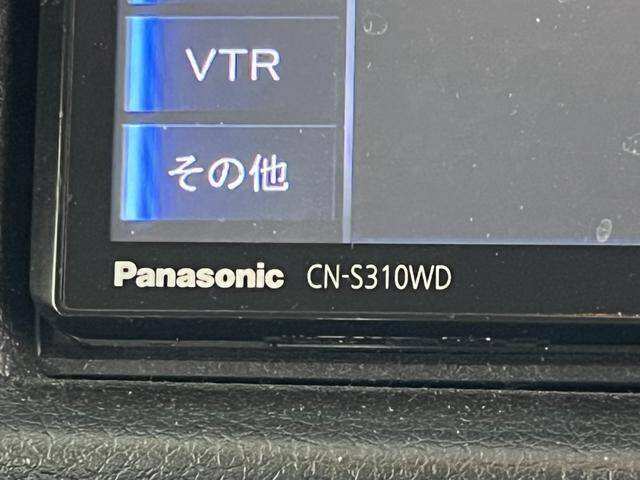 VTR
その他
Panasonic CN-S310WD